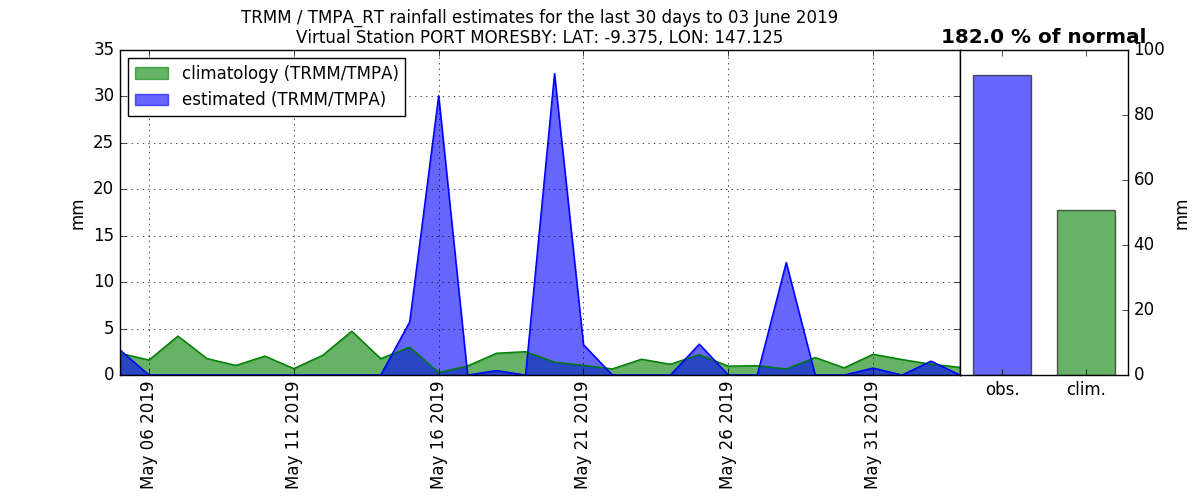 TRMM / TMPA_RT rainfall estimates for the last 30 days to 03 June 2019
Virtual Station PORT MORESBY: LAT: -9.375, LON: 147.125
182.0 % of normal
climatology (TRMM/TMPA)
estimated (TRMM/TMPA)
35
30
25
20
15
10
5
0
mm
May 06 2019
May 11 2019
May 16 2019
May 21 2019
May 26 2019
May 31 2019
100
80
60
40
20
0
mm
obs.
clim.